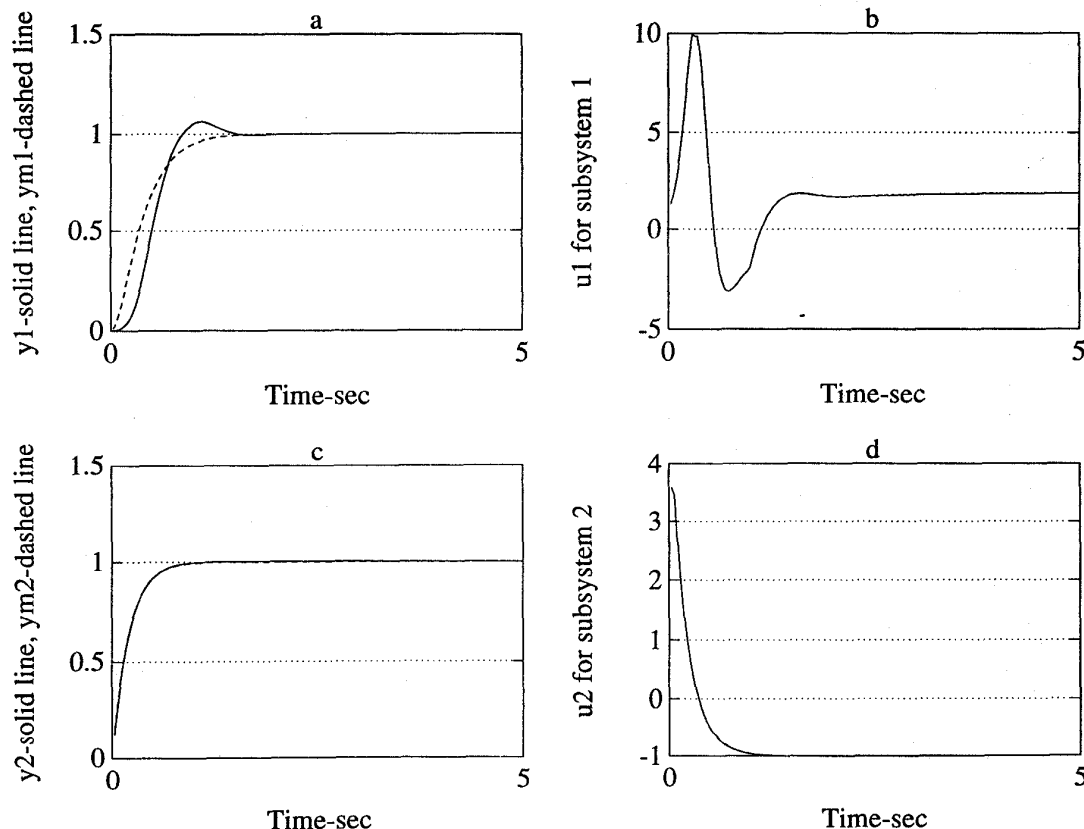 a
y1-solid line, ym1-dashed line
1.5
1
0.5
0
0
5
Time-sec
b
u1 for subsystem 1
10
5
0
-5
0
5
Time-sec
c
y2-solid line, ym2-dashed line
1.5
1
0.5
0
0
5
Time-sec
d
u2 for subsystem 2
4
3
2
1
0
-1
0
5
Time-sec